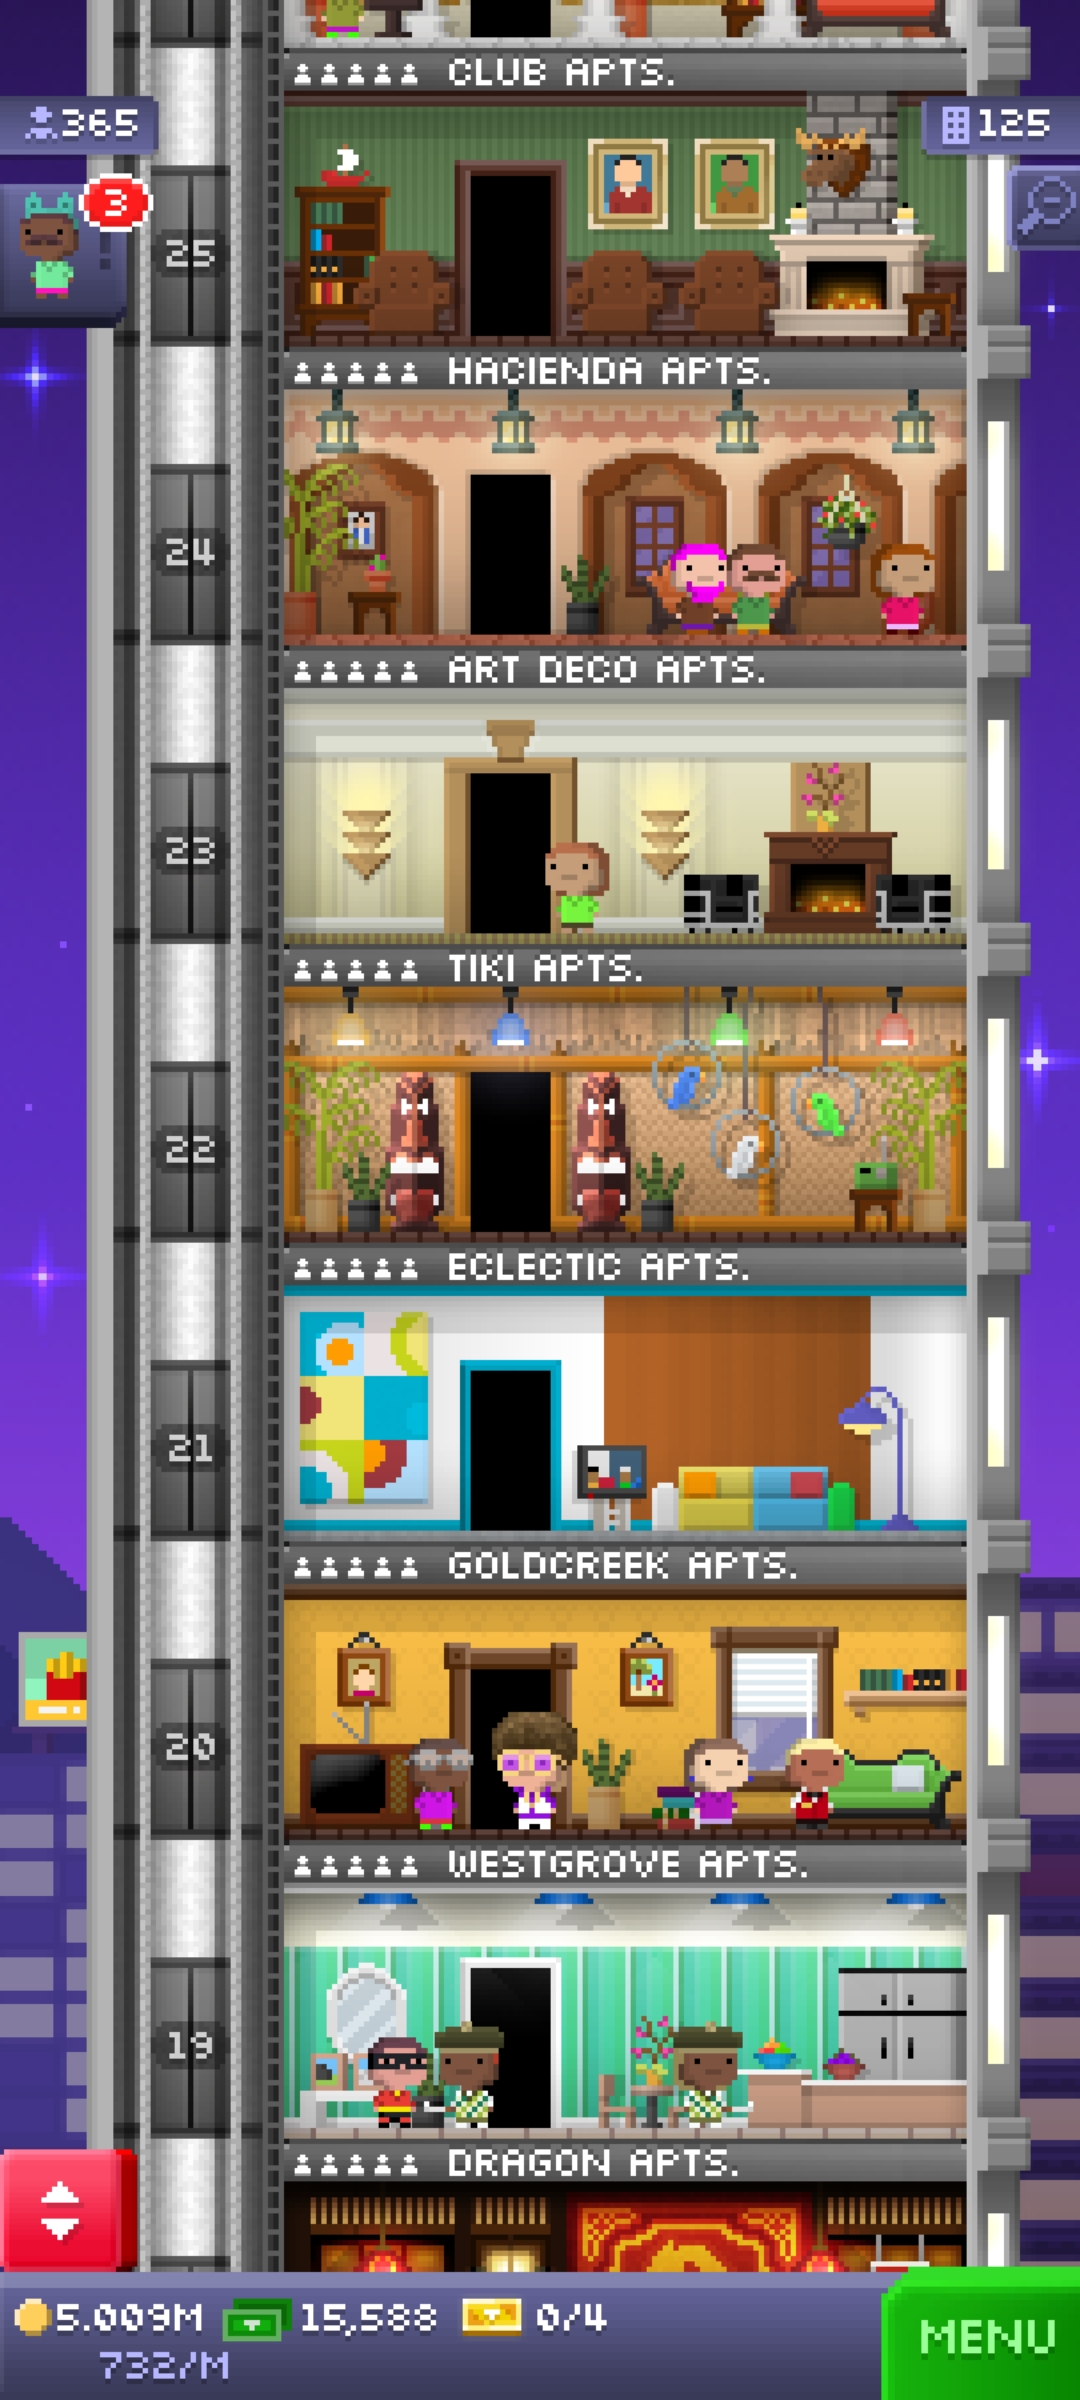 CLUB APTS.
365
125
3
25
HACIENDA APTS.
24
ART DECO APTS.
23
TIKI APTS.
22
ECLECTIC APTS.
21
GOLDCREEK APTS.
20
WESTGROVE APTS.
19
DRAGON APTS.
5.009M 15,588 0/4
732/M
MENU